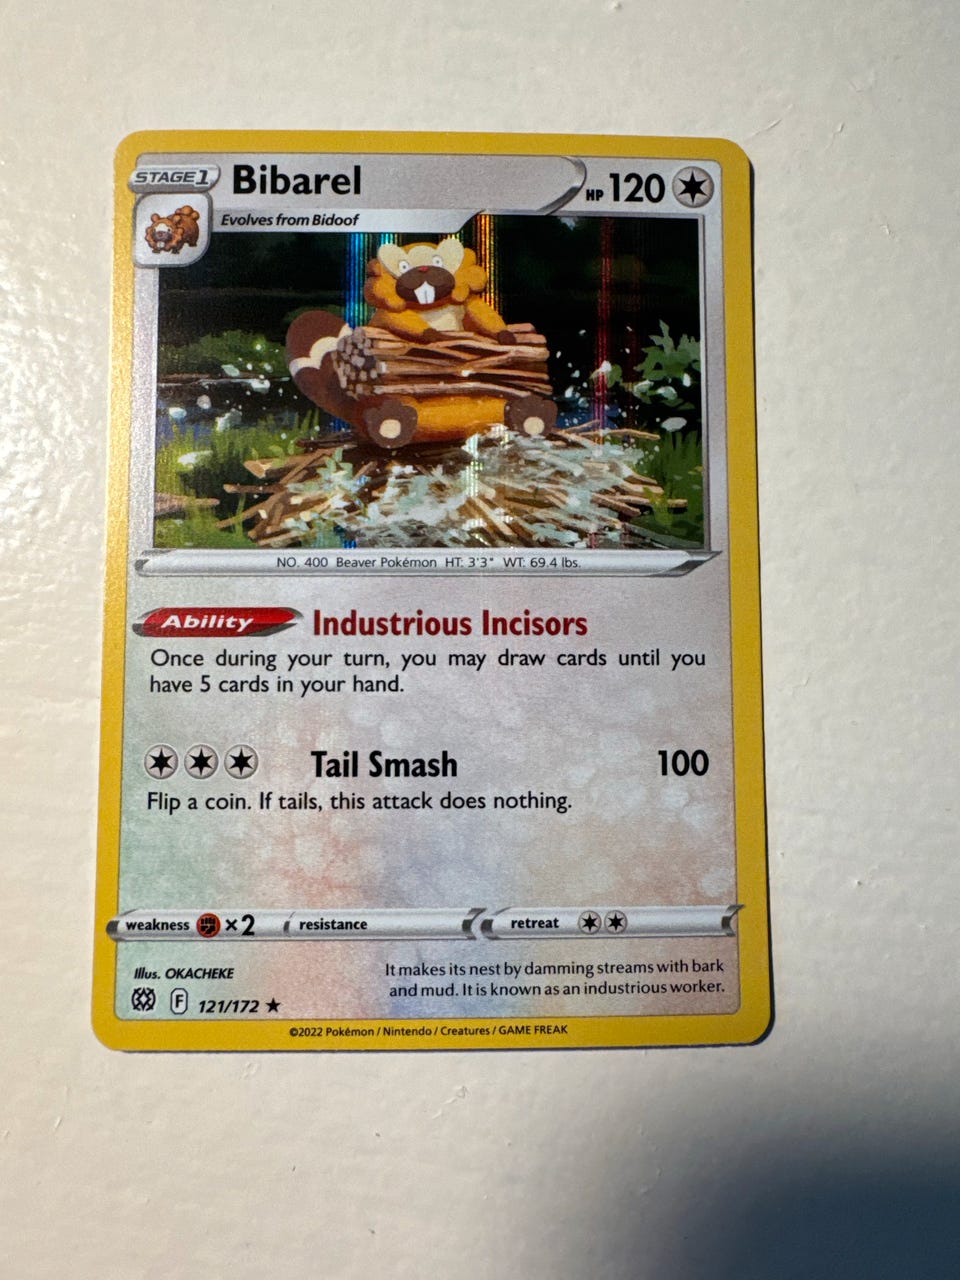 STAGE 1 Bibarel HP 120
Evolves from Bidoof
NO. 400 Beaver Pokémon HT: 3'3" WT: 69.4 lbs.
Ability Industrious Incisors
Once during your turn, you may draw cards until you
have 5 cards in your hand.
Tail Smash 100
Flip a coin. If tails, this attack does nothing.
weakness ×2 resistance retreat
Illus. OKACHEKE
It makes its nest by damming streams with bark
and mud. It is known as an industrious worker.
F 121/172 ★
©2022 Pokémon / Nintendo / Creatures / GAME FREAK